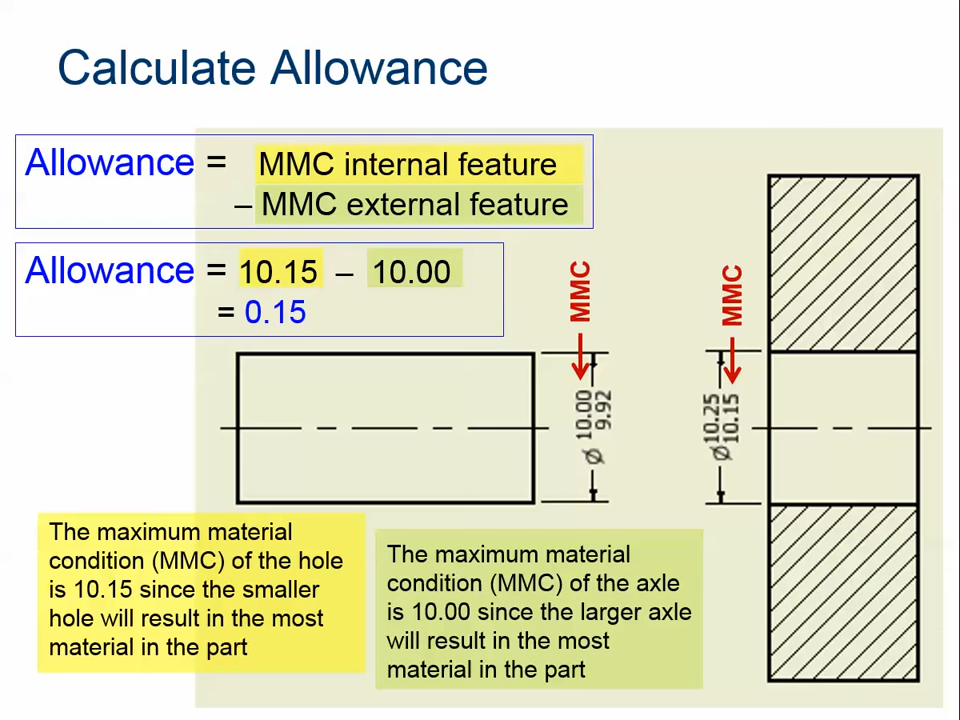 Calculate Allowance
Allowance = MMC internal feature
– MMC external feature
Allowance = 10.15 – 10.00
= 0.15
MMC
MMC
Ø 10.00
9.92
Ø 10.25
10.15
The maximum material
condition (MMC) of the hole
is 10.15 since the smaller
hole will result in the most
material in the part
The maximum material
condition (MMC) of the axle
is 10.00 since the larger axle
will result in the most
material in the part